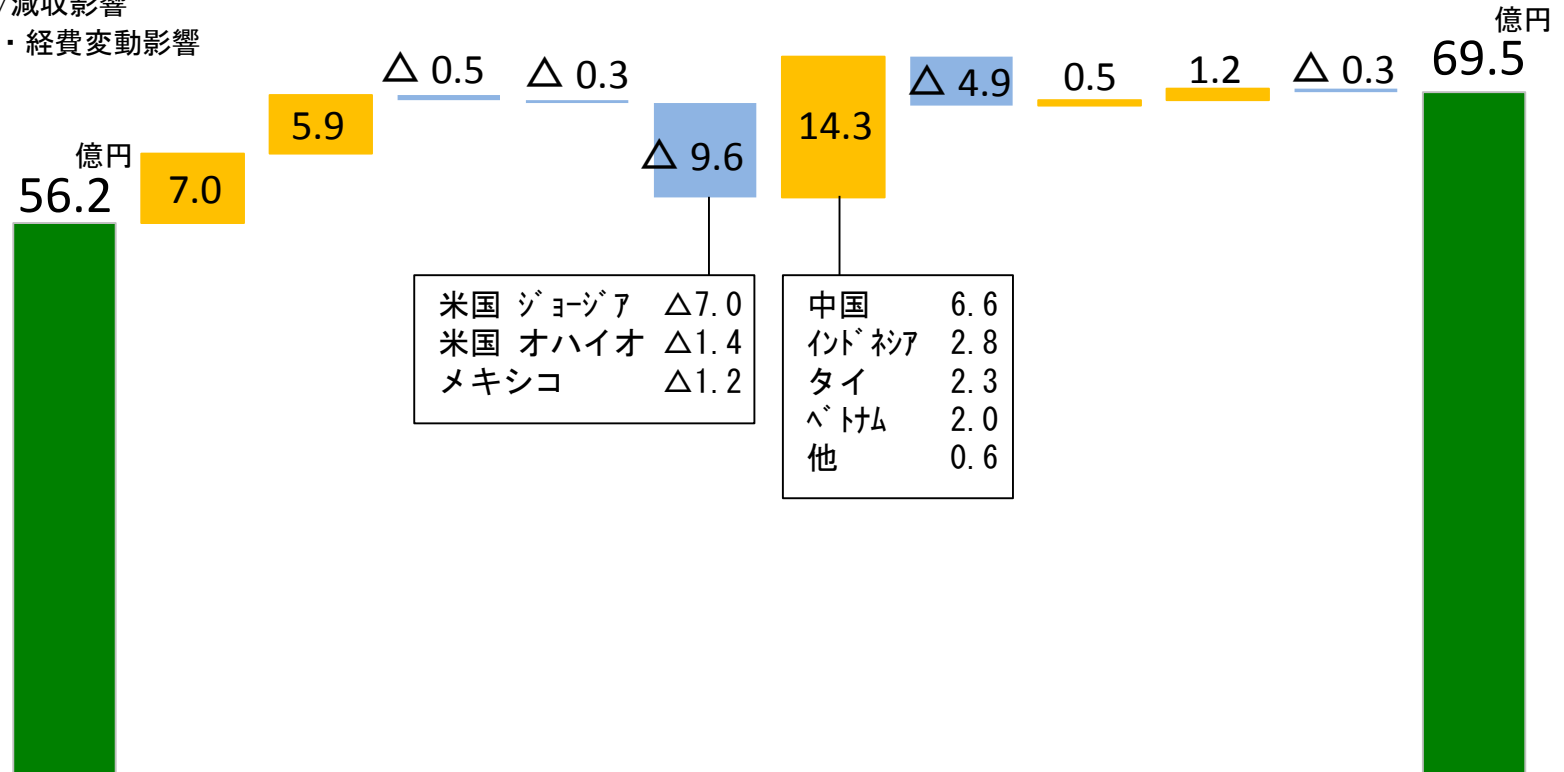 /減収影響
・経費変動影響
億円
56.2
7.0
5.9
△ 0.5
△ 0.3
△ 9.6
14.3
△ 4.9
0.5
1.2
△ 0.3
億円
69.5
米国 ｼﾞｮｰｼﾞｱ △7.0
米国 オハイオ △1.4
メキシコ △1.2
中国 6.6
ｲﾝﾄﾞﾈｼｱ 2.8
タイ 2.3
ﾍﾞﾄﾅﾑ 2.0
他 0.6